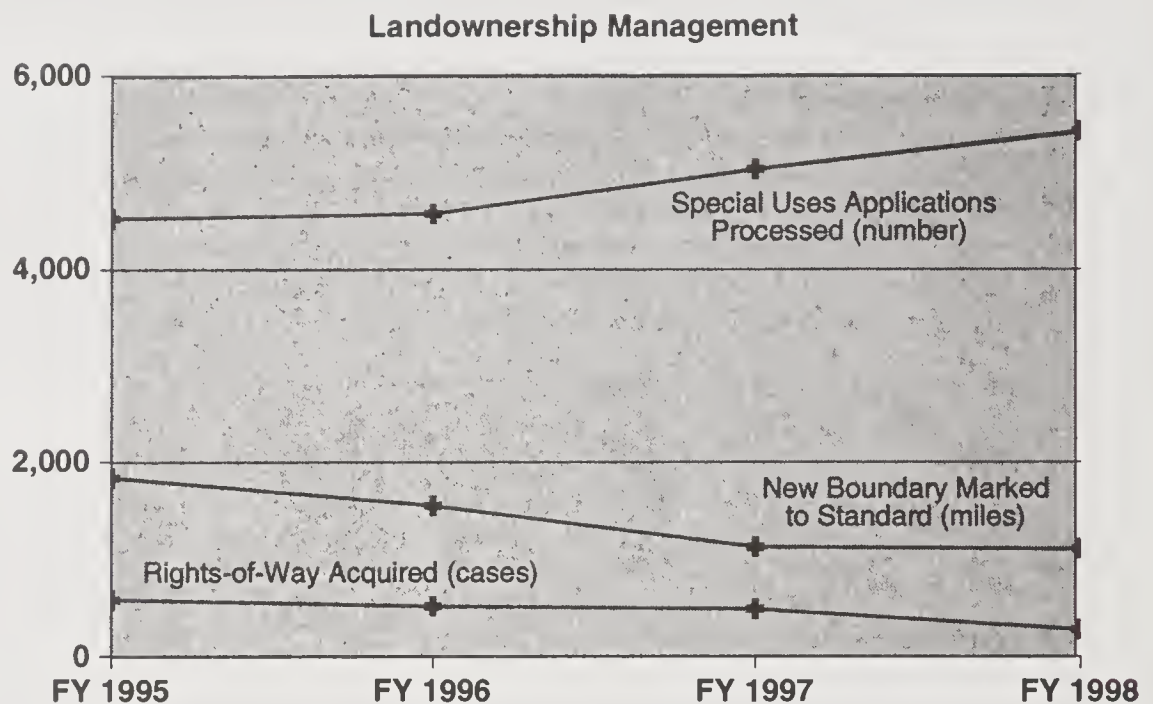 Landownership Management
6,000
4,000
2,000
0
Special Uses Applications
Processed (number)
New Boundary Marked
to Standard (miles)
Rights-of-Way Acquired (cases)
FY 1995
FY 1996
FY 1997
FY 1998